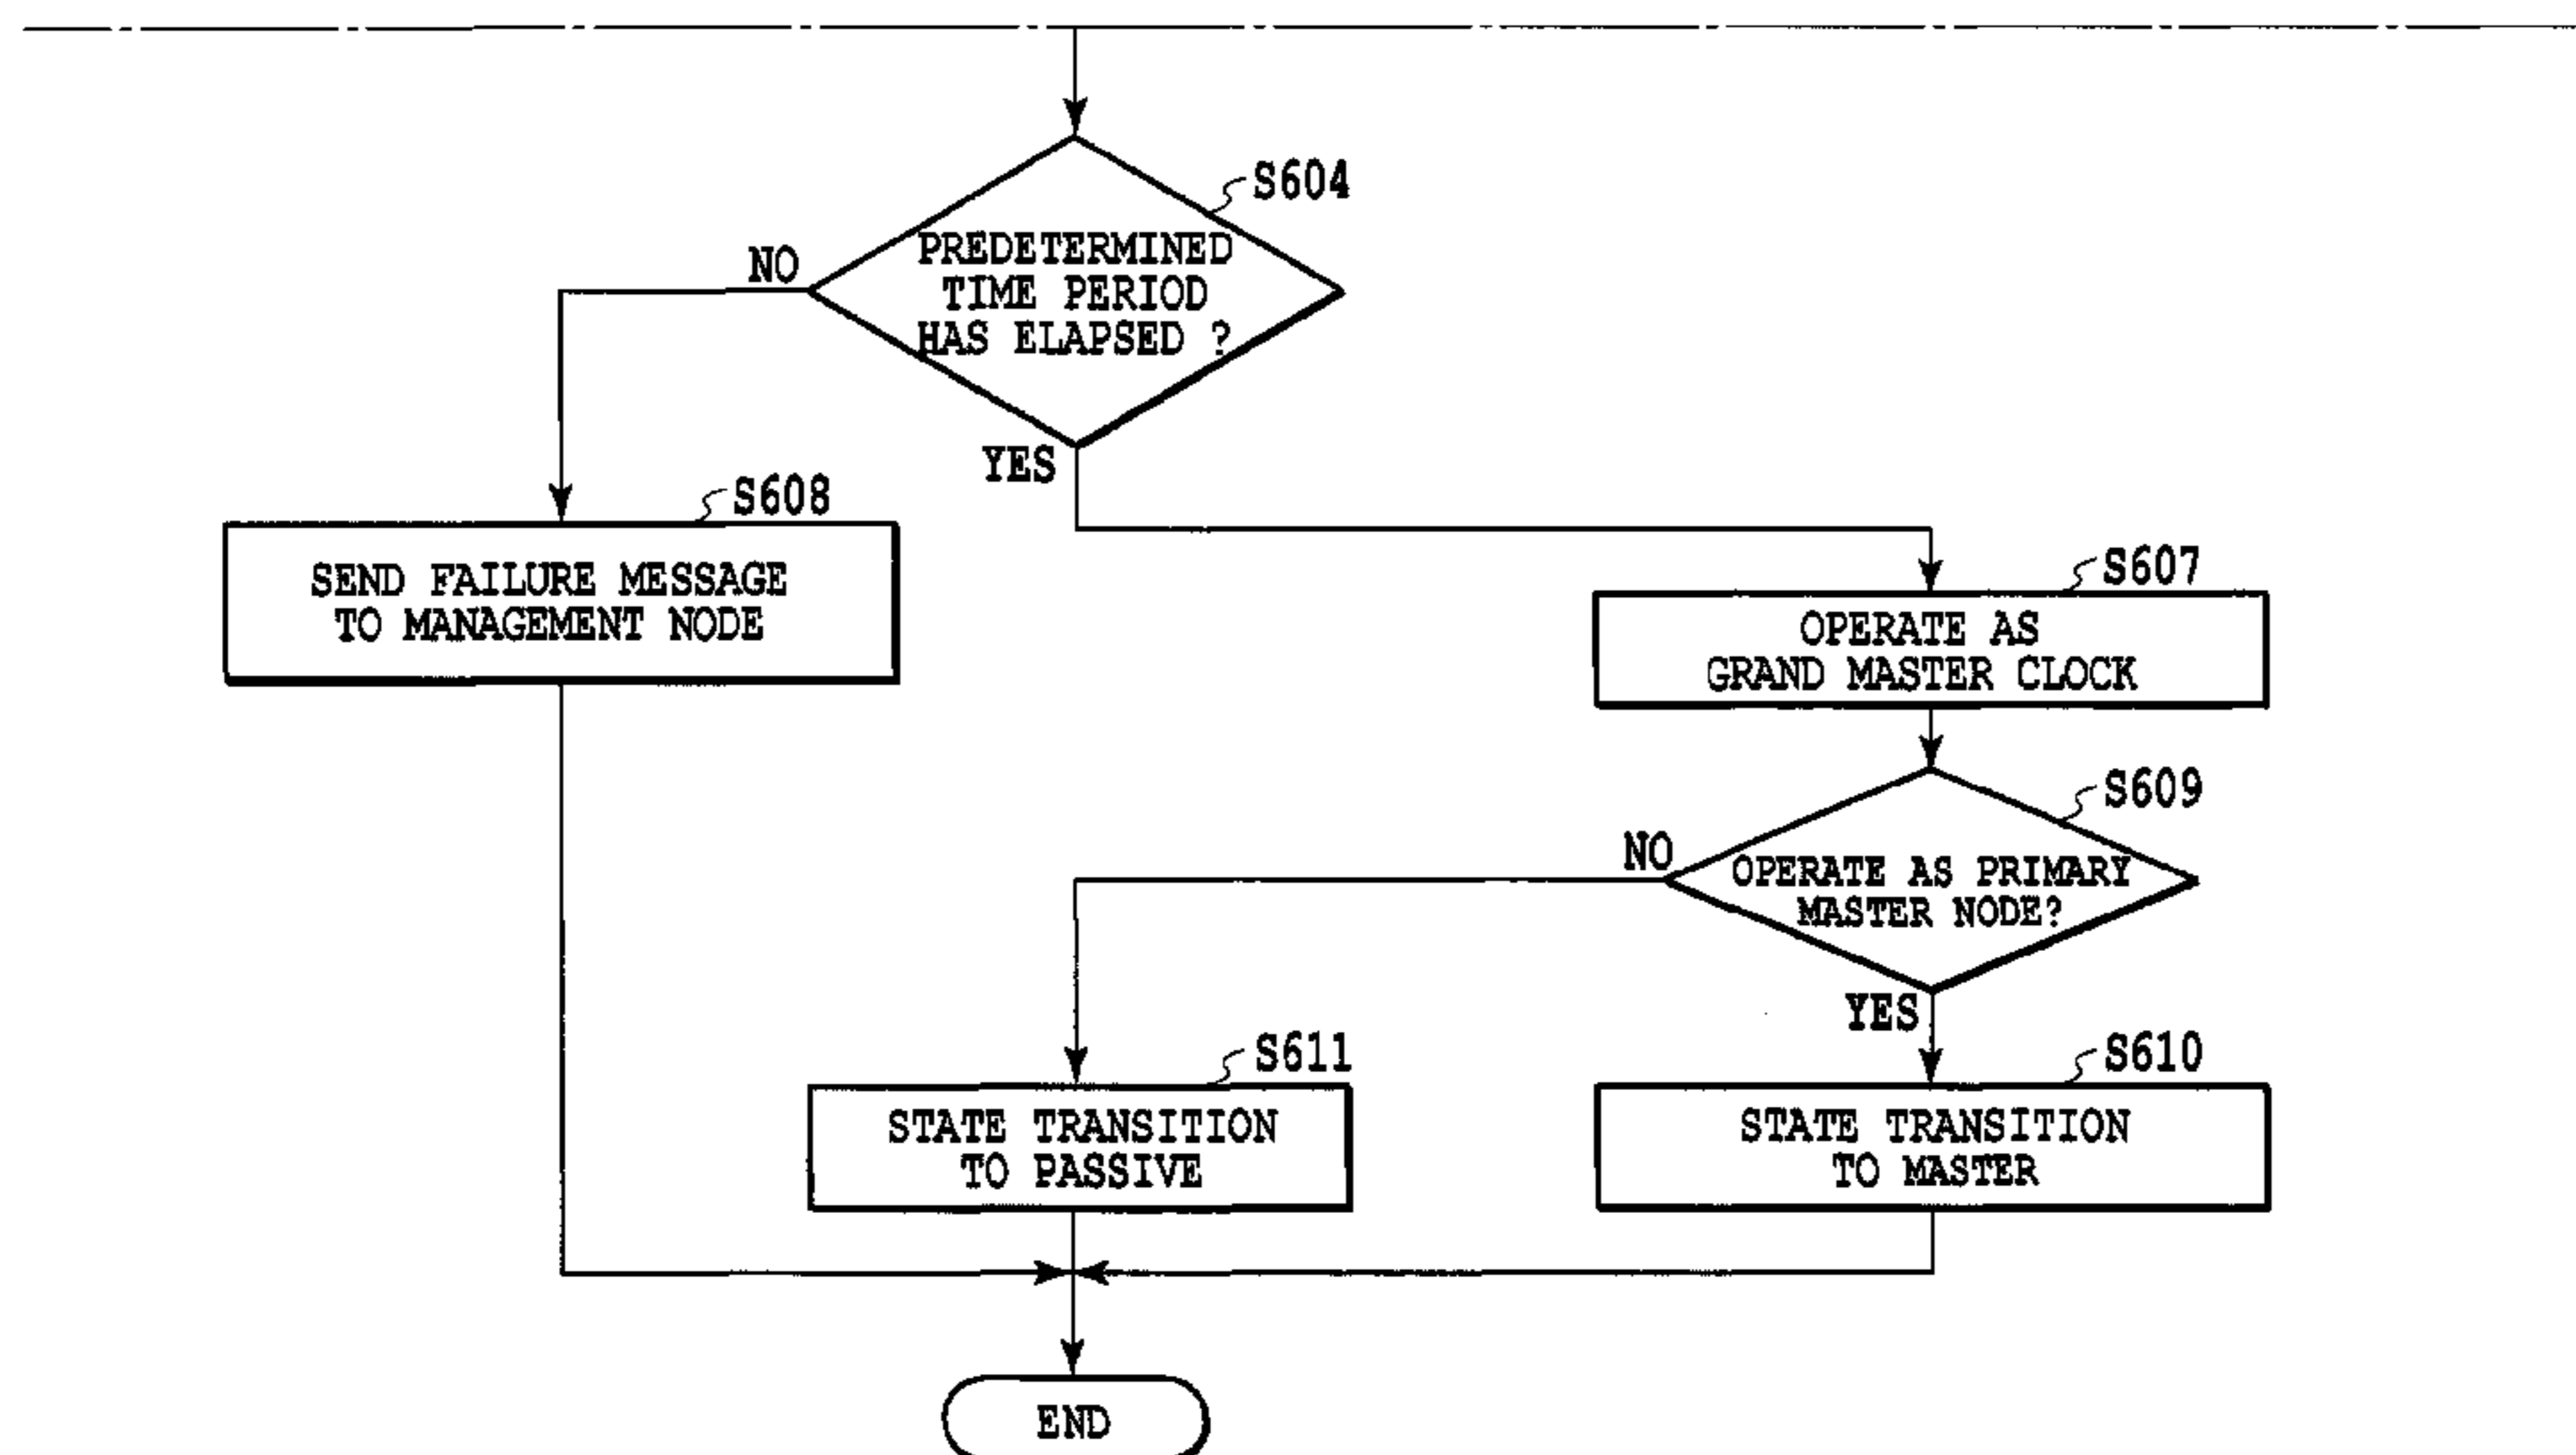 S604
PREDETERMINED
TIME PERIOD
HAS ELAPSED ?
NO
YES
S608
SEND FAILURE MESSAGE
TO MANAGEMENT NODE
S607
OPERATE AS
GRAND MASTER CLOCK
S609
OPERATE AS PRIMARY
MASTER NODE?
NO
YES
S611
STATE TRANSITION
TO PASSIVE
S610
STATE TRANSITION
TO MASTER
END